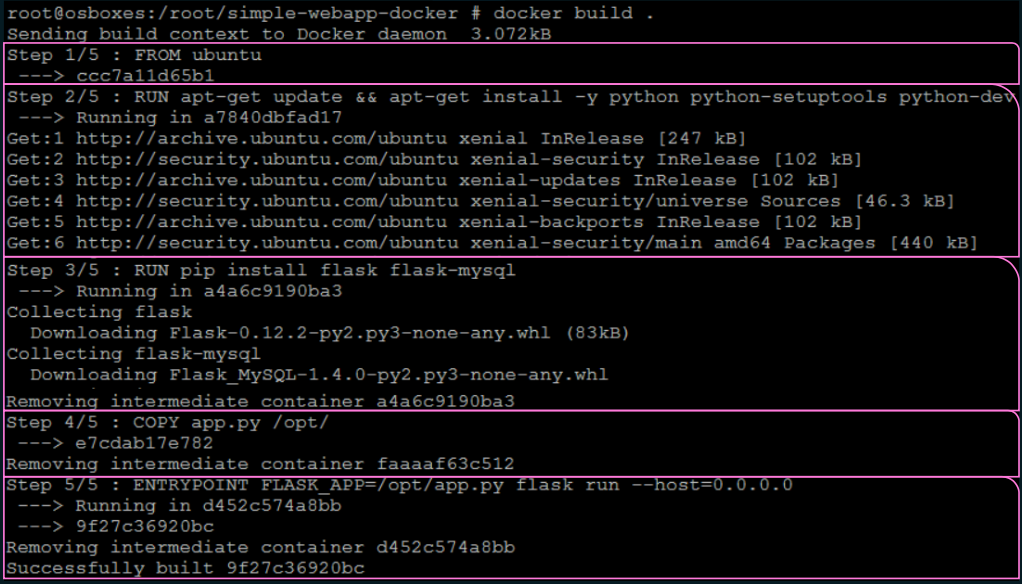 root@osboxes:/root/simple-webapp-docker # docker build .
Sending build context to Docker daemon  3.072kB
Step 1/5 : FROM ubuntu
 ---> ccc7a11d65b1
Step 2/5 : RUN apt-get update && apt-get install -y python python-setuptools python-dev
 ---> Running in a7840dbfad17
Get:1 http://archive.ubuntu.com/ubuntu xenial InRelease [247 kB]
Get:2 http://security.ubuntu.com/ubuntu xenial-security InRelease [102 kB]
Get:3 http://archive.ubuntu.com/ubuntu xenial-updates InRelease [102 kB]
Get:4 http://security.ubuntu.com/ubuntu xenial-security/universe Sources [46.3 kB]
Get:5 http://archive.ubuntu.com/ubuntu xenial-backports InRelease [102 kB]
Get:6 http://security.ubuntu.com/ubuntu xenial-security/main amd64 Packages [440 kB]
Step 3/5 : RUN pip install flask flask-mysql
 ---> Running in a4a6c9190ba3
Collecting flask
  Downloading Flask-0.12.2-py2.py3-none-any.whl (83kB)
Collecting flask-mysql
  Downloading Flask_MySQL-1.4.0-py2.py3-none-any.whl
Removing intermediate container a4a6c9190ba3
Step 4/5 : COPY app.py /opt/
 ---> e7cdab17e782
Removing intermediate container faaaaf63c512
Step 5/5 : ENTRYPOINT FLASK_APP=/opt/app.py flask run --host=0.0.0.0
 ---> Running in d452c574a8bb
 ---> 9f27c36920bc
Removing intermediate container d452c574a8bb
Successfully built 9f27c36920bc